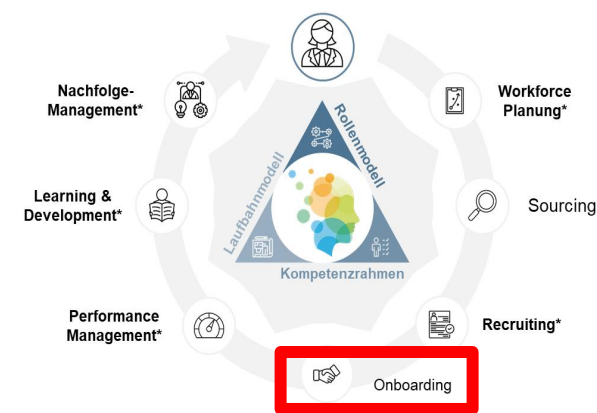 Nachfolge-
Management*
Workforce
Planung*
Rollenmodell
Laufbahnmodell
Learning &
Development*
Sourcing
Kompetenzrahmen
Performance
Management*
Recruiting*
Onboarding